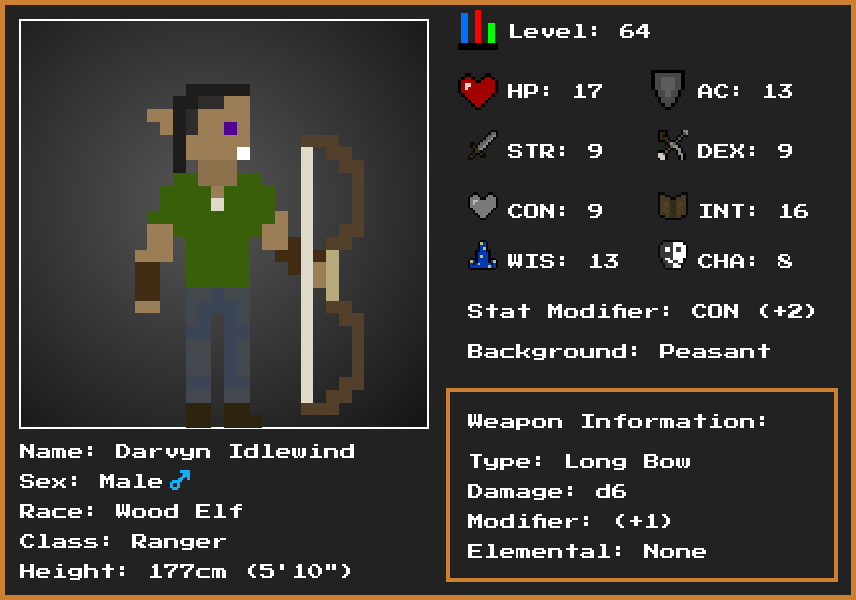 Level: 64
HP: 17
AC: 13
STR: 9
DEX: 9
CON: 9
INT: 16
WIS: 13
CHA: 8
Stat Modifier: CON (+2)
Background: Peasant
Weapon Information:
Type: Long Bow
Damage: d6
Modifier: (+1)
Elemental: None
Name: Darvyn Idlewind
Sex: Male♂
Race: Wood Elf
Class: Ranger
Height: 177cm (5'10")